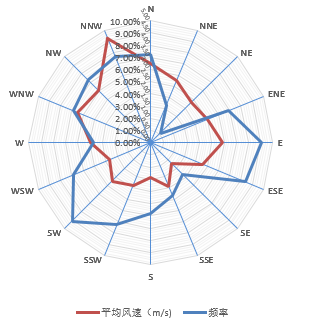 N
NNE
NE
ENE
E
ESE
SE
SSE
S
SSW
SW
WSW
W
WNW
NW
NNW
10.00%
9.00%
8.00%
7.00%
6.00%
5.00%
4.00%
3.00%
2.00%
1.00%
0.00%
平均风速（m/s） 频率